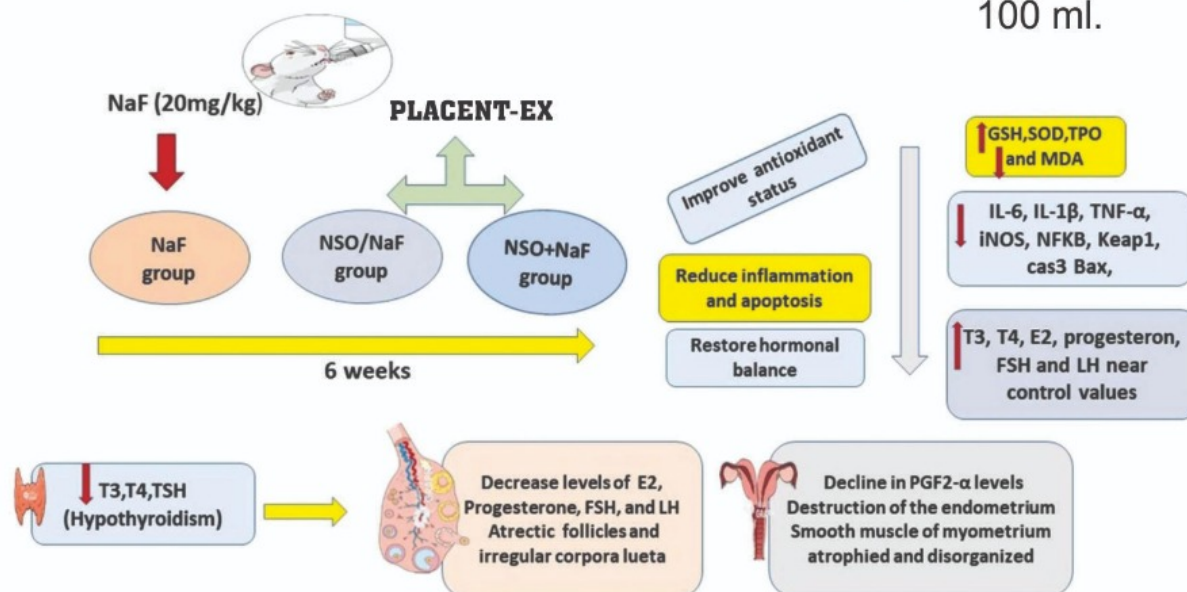 100 ml.
NaF (20mg/kg)
PLACENT-EX
NaF
group
NSO/NaF
group
NSO+NaF
group
6 weeks
Improve antioxidant
status
Reduce inflammation
and apoptosis
Restore hormonal
balance
GSH,SOD,TPO
and MDA
IL-6, IL-1β, TNF-α,
iNOS, NFKB, Keap1,
cas3 Bax,
T3, T4, E2, progesteron,
FSH and LH near
control values
T3,T4,TSH
(Hypothyroidism)
Decrease levels of E2,
Progesterone, FSH, and LH
Atrectic follicles and
irregular corpora lueta
Decline in PGF2-α levels
Destruction of the endometrium
Smooth muscle of myometrium
atrophied and disorganized